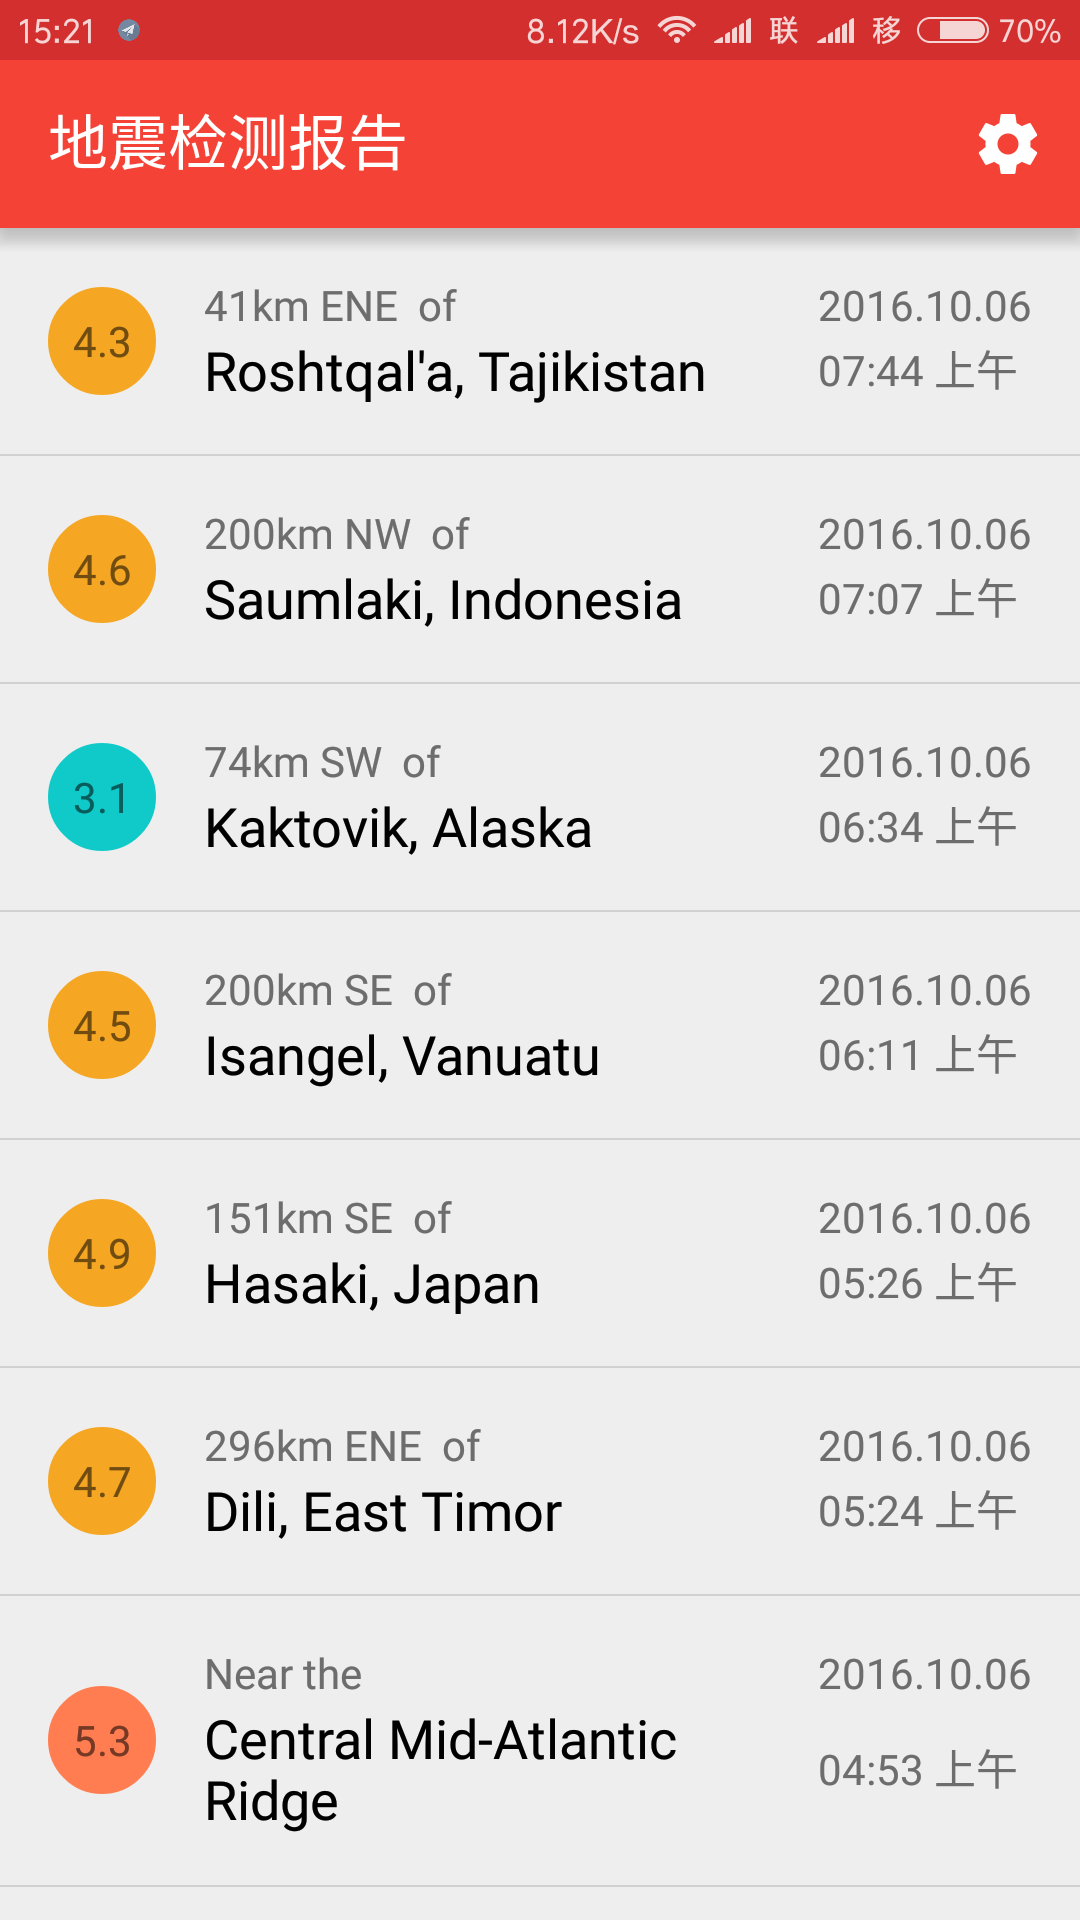 15:21 8.12K/s 联 移 70%
地震检测报告
4.3
41km ENE of
Roshtqal'a, Tajikistan
2016.10.06
07:44 上午
4.6
200km NW of
Saumlaki, Indonesia
2016.10.06
07:07 上午
3.1
74km SW of
Kaktovik, Alaska
2016.10.06
06:34 上午
4.5
200km SE of
Isangel, Vanuatu
2016.10.06
06:11 上午
4.9
151km SE of
Hasaki, Japan
2016.10.06
05:26 上午
4.7
296km ENE of
Dili, East Timor
2016.10.06
05:24 上午
5.3
Near the
Central Mid-Atlantic
Ridge
2016.10.06
04:53 上午